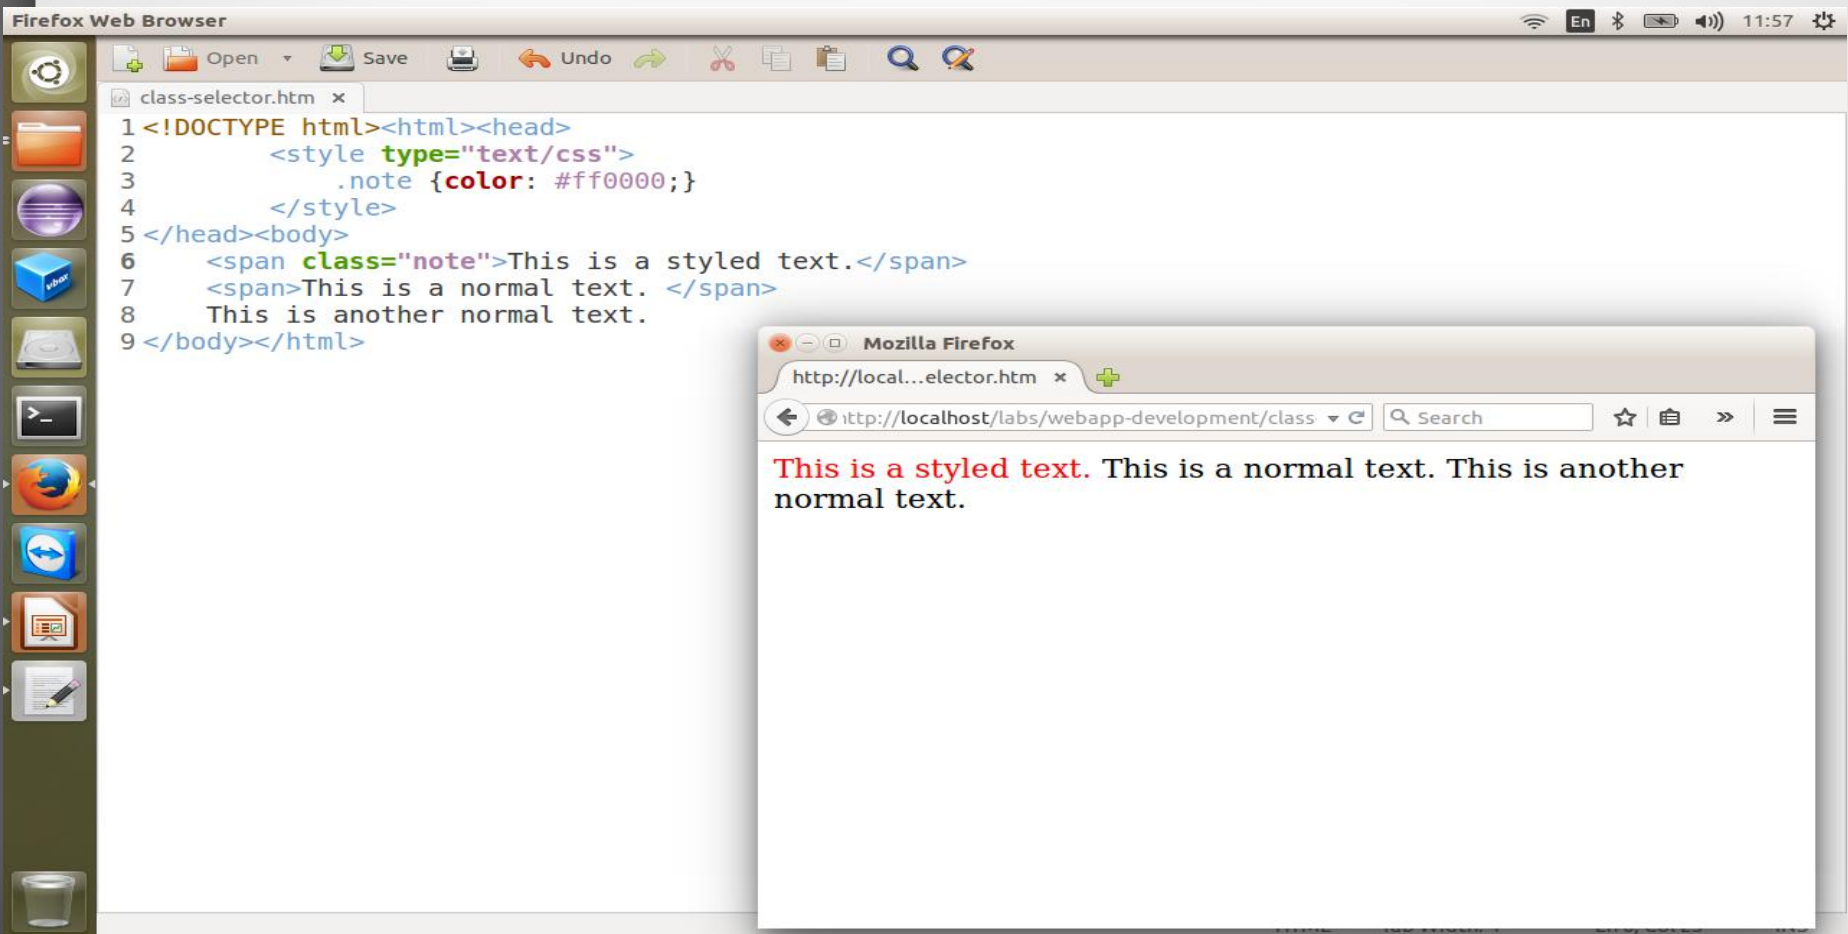 Firefox Web Browser
En
11:57
Open
Save
Undo
class-selector.htm
1 <!DOCTYPE html><html><head>
2         <style type="text/css">
3             .note {color: #ff0000;}
4         </style>
5 </head><body>
6     <span class="note">This is a styled text.</span>
7     <span>This is a normal text. </span>
8     This is another normal text.
9 </body></html>
vbox
>_
Mozilla Firefox
http://local...elector.htm
ttp://localhost/labs/webapp-development/class
Search
This is a styled text. This is a normal text. This is another
normal text.